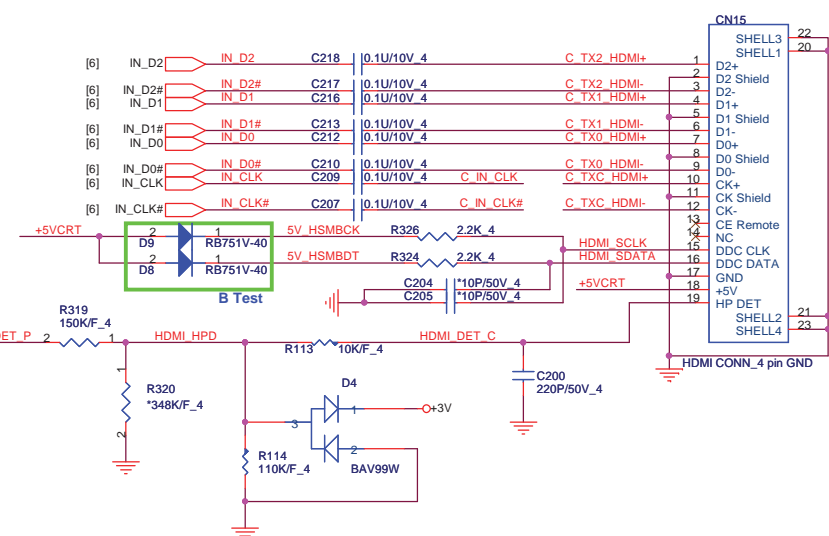 CN15
SHELL3 22
SHELL1 20
[6] IN_D2 IN_D2 C218 0.1U/10V_4 C_TX2_HDMI+ 1 D2+
2 D2 Shield
[6] IN_D2# IN_D2# C217 0.1U/10V_4 C_TX2_HDMI- 3 D2-
[6] IN_D1 IN_D1 C216 0.1U/10V_4 C_TX1_HDMI+ 4 D1+
5 D1 Shield
[6] IN_D1# IN_D1# C213 0.1U/10V_4 C_TX1_HDMI- 6 D1-
[6] IN_D0 IN_D0 C212 0.1U/10V_4 C_TX0_HDMI+ 7 D0+
8 D0 Shield
[6] IN_D0# IN_D0# C210 0.1U/10V_4 C_TX0_HDMI- 9 D0-
[6] IN_CLK IN_CLK C209 0.1U/10V_4 C_IN_CLK C_TXC_HDMI+ 10 CK+
11 CK Shield
[6] IN_CLK# IN_CLK# C207 0.1U/10V_4 C_IN_CLK# C_TXC_HDMI- 12 CK-
13 CE Remote
+5VCRT 2 1 5V_HSMBCK R326 2.2K_4 14 NC
D9 RB751V-40 HDMI_SCLK 15 DDC CLK
2 1 5V_HSMBDT R324 2.2K_4 HDMI_SDATA 16 DDC DATA
D8 RB751V-40 17 GND
C204 *10P/50V_4 +5VCRT 18 +5V
B Test C205 *10P/50V_4 19 HP DET
SHELL2 21
SHELL4 23
R319
150K/F_4
ET_P 2 1 HDMI_HPD HDMI_DET_C
R113 10K/F_4
HDMI CONN_4 pin GND
1 R320
*348K/F_4
2
D4
1 +3V
3
2
BAV99W
C200
220P/50V_4
R114
110K/F_4